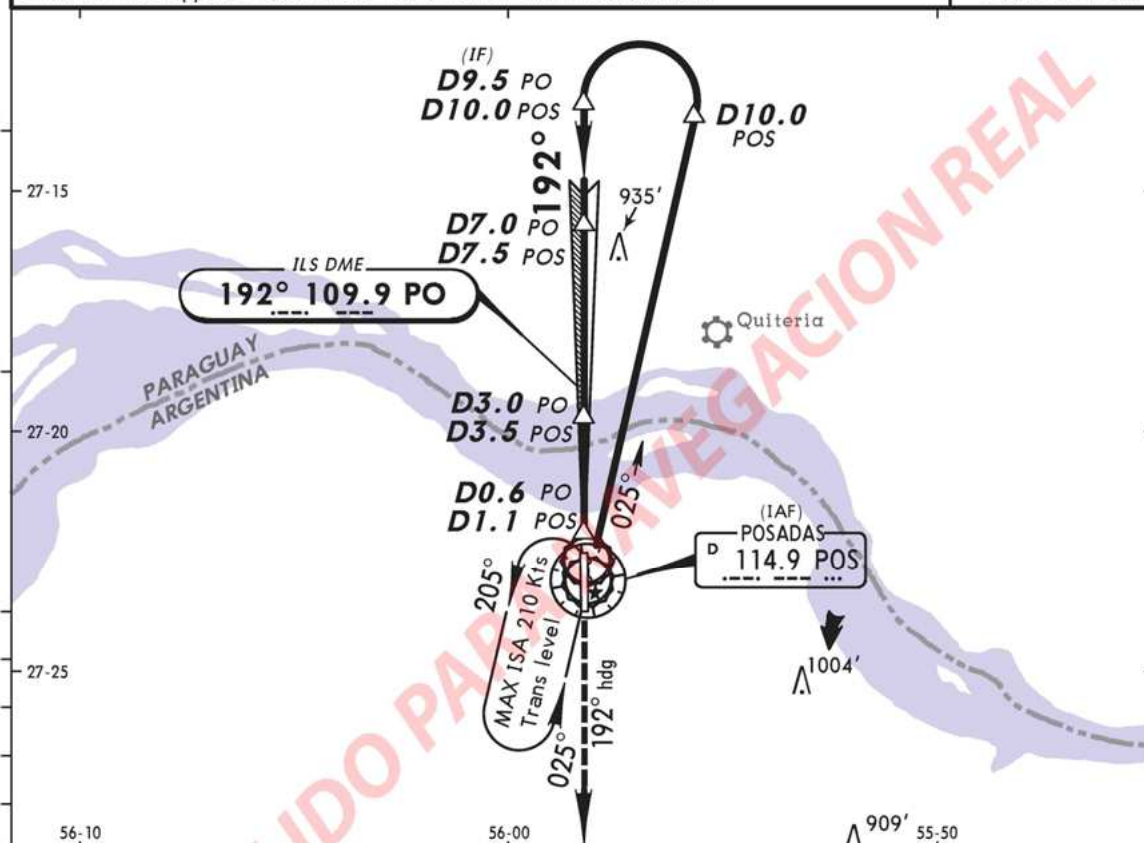 (IF)
D9.5 PO
D10.0 POS
D10.0
POS
192°
27-15
935'
D7.0 PO
D7.5 POS
ILS DME
192° 109.9 PO
Quiteria
PARAGUAY
ARGENTINA
D3.0 PO
D3.5 POS
27-20
D0.6 PO
D1.1 POS
025°
(IAF)
POSADAS
D 114.9 POS
205°
MAX ISA 210 Kts
Trans level
025°
192° hdg
27-25
1004'
909'
56-10
56-00
55-50
IDO PARA NAVEGACION REAL